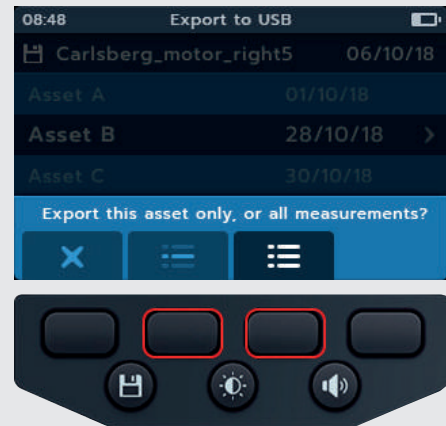 08:48 Export to USB
Carlsberg_motor_right5 06/10/18
Asset A 01/10/18
Asset B 28/10/18
Asset C 30/10/18
Export this asset only, or all measurements?